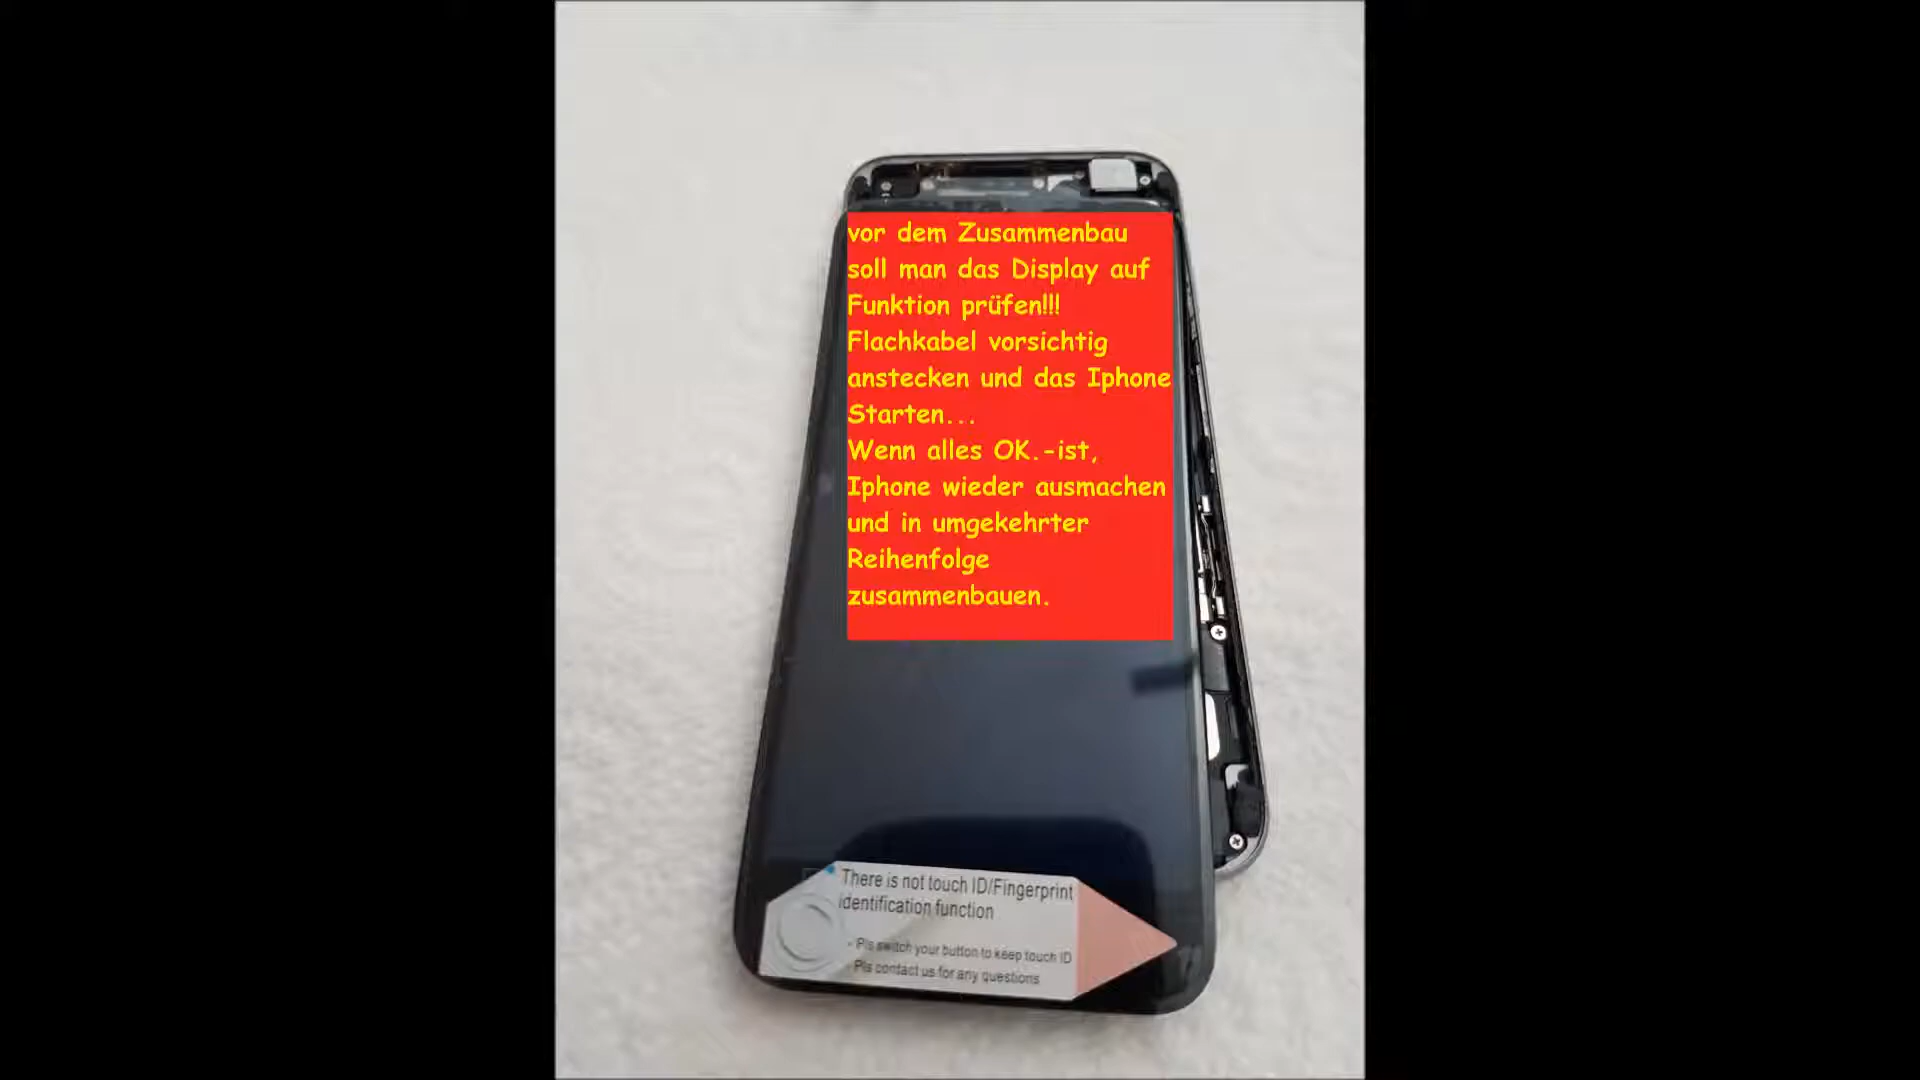 vor dem Zusammenbau
soll man das Display auf
Funktion prüfen!!!
Flachkabel vorsichtig
anstecken und das Iphone
Starten...
Wenn alles OK.-ist,
Iphone wieder ausmachen
und in umgekehrter
Reihenfolge
zusammenbauen.
There is not touch ID/Fingerprint
identification function
- Pls switch your button to keep touch ID
- Pls contact us for any questions